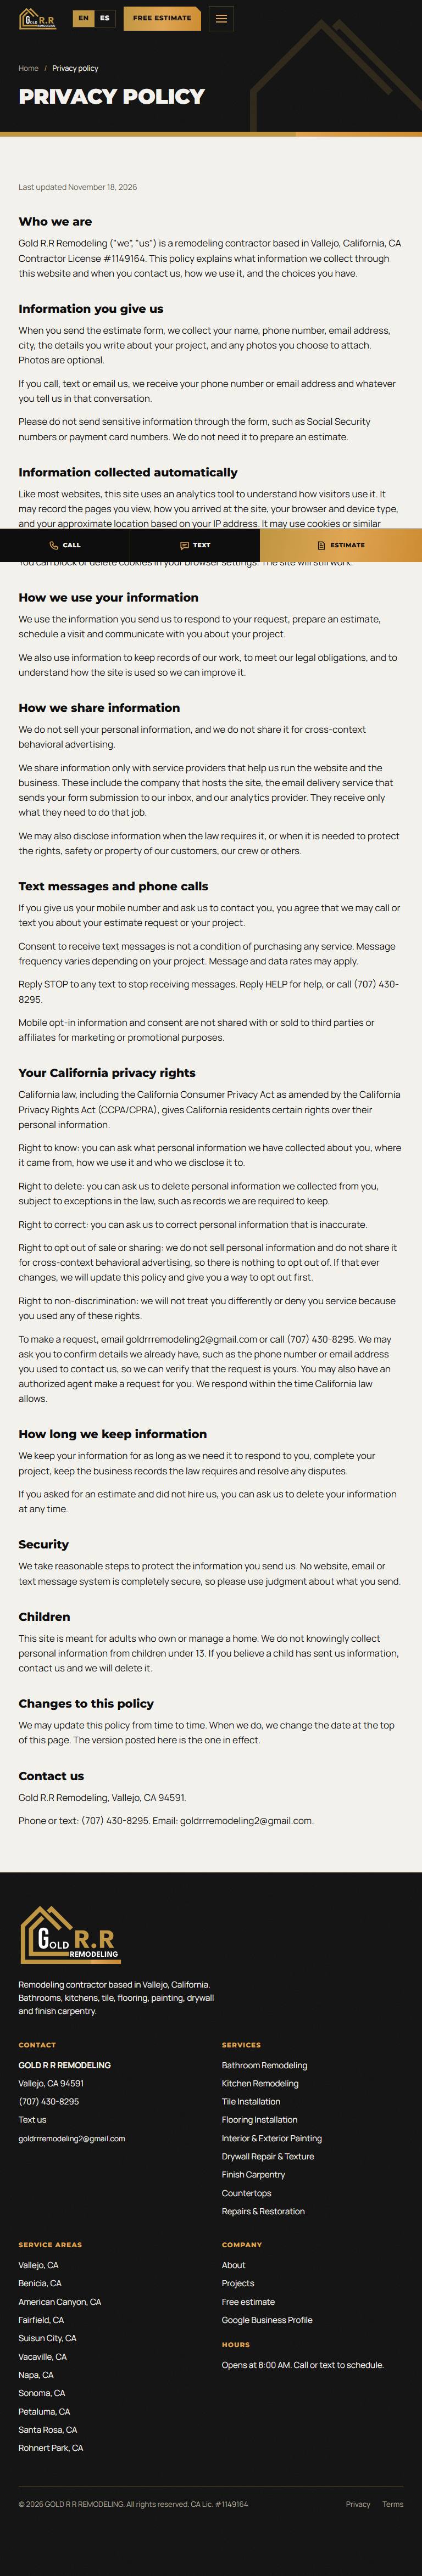 GOLD R.R
REMODELING
EN ES
FREE ESTIMATE
Home / Privacy policy
PRIVACY POLICY
Last updated November 18, 2026
Who we are
Gold R.R Remodeling ("we", "us") is a remodeling contractor based in Vallejo, California, CA
Contractor License #1149164. This policy explains what information we collect through
this website and when you contact us, how we use it, and the choices you have.
Information you give us
When you send the estimate form, we collect your name, phone number, email address,
city, the details you write about your project, and any photos you choose to attach.
Photos are optional.
If you call, text or email us, we receive your phone number or email address and whatever
you tell us in that conversation.
Please do not send sensitive information through the form, such as Social Security
numbers or payment card numbers. We do not need it to prepare an estimate.
Information collected automatically
Like most websites, this site uses an analytics tool to understand how visitors use it. It
may record the pages you view, how you arrived at the site, your browser and device type,
and your approximate location based on your IP address. It may use cookies or similar
CALL TEXT ESTIMATE
You can block or delete cookies in your browser settings. The site will still work.
How we use your information
We use the information you send us to respond to your request, prepare an estimate,
schedule a visit and communicate with you about your project.
We also use information to keep records of our work, to meet our legal obligations, and to
understand how the site is used so we can improve it.
How we share information
We do not sell your personal information, and we do not share it for cross-context
behavioral advertising.
We share information only with service providers that help us run the website and the
business. These include the company that hosts the site, the email delivery service that
sends your form submission to our inbox, and our analytics provider. They receive only
what they need to do that job.
We may also disclose information when the law requires it, or when it is needed to protect
the rights, safety or property of our customers, our crew or others.
Text messages and phone calls
If you give us your mobile number and ask us to contact you, you agree that we may call or
text you about your estimate request or your project.
Consent to receive text messages is not a condition of purchasing any service. Message
frequency varies depending on your project. Message and data rates may apply.
Reply STOP to any text to stop receiving messages. Reply HELP for help, or call (707) 430-
8295.
Mobile opt-in information and consent are not shared with or sold to third parties or
affiliates for marketing or promotional purposes.
Your California privacy rights
California law, including the California Consumer Privacy Act as amended by the California
Privacy Rights Act (CCPA/CPRA), gives California residents certain rights over their
personal information.
Right to know: you can ask what personal information we have collected about you, where
it came from, how we use it and who we disclose it to.
Right to delete: you can ask us to delete personal information we collected from you,
subject to exceptions in the law, such as records we are required to keep.
Right to correct: you can ask us to correct personal information that is inaccurate.
Right to opt out of sale or sharing: we do not sell personal information and do not share it
for cross-context behavioral advertising, so there is nothing to opt out of. If that ever
changes, we will update this policy and give you a way to opt out first.
Right to non-discrimination: we will not treat you differently or deny you service because
you used any of these rights.
To make a request, email goldrrremodeling2@gmail.com or call (707) 430-8295. We may
ask you to confirm details we already have, such as the phone number or email address
you used to contact us, so we can verify that the request is yours. You may also have an
authorized agent make a request for you. We respond within the time California law
allows.
How long we keep information
We keep your information for as long as we need it to respond to you, complete your
project, keep the business records the law requires and resolve any disputes.
If you asked for an estimate and did not hire us, you can ask us to delete your information
at any time.
Security
We take reasonable steps to protect the information you send us. No website, email or
text message system is completely secure, so please use judgment about what you send.
Children
This site is meant for adults who own or manage a home. We do not knowingly collect
personal information from children under 13. If you believe a child has sent us information,
contact us and we will delete it.
Changes to this policy
We may update this policy from time to time. When we do, we change the date at the top
of this page. The version posted here is the one in effect.
Contact us
Gold R.R Remodeling, Vallejo, CA 94591.
Phone or text: (707) 430-8295. Email: goldrrremodeling2@gmail.com.
GOLD R.R
REMODELING
Remodeling contractor based in Vallejo, California.
Bathrooms, kitchens, tile, flooring, painting, drywall
and finish carpentry.
CONTACT
GOLD R R REMODELING
Vallejo, CA 94591
(707) 430-8295
Text us
goldrrremodeling2@gmail.com
SERVICES
Bathroom Remodeling
Kitchen Remodeling
Tile Installation
Flooring Installation
Interior & Exterior Painting
Drywall Repair & Texture
Finish Carpentry
Countertops
Repairs & Restoration
SERVICE AREAS
Vallejo, CA
Benicia, CA
American Canyon, CA
Fairfield, CA
Suisun City, CA
Vacaville, CA
Napa, CA
Sonoma, CA
Petaluma, CA
Santa Rosa, CA
Rohnert Park, CA
COMPANY
About
Projects
Free estimate
Google Business Profile
HOURS
Opens at 8:00 AM. Call or text to schedule.
© 2026 GOLD R R REMODELING. All rights reserved. CA Lic. #1149164
Privacy Terms